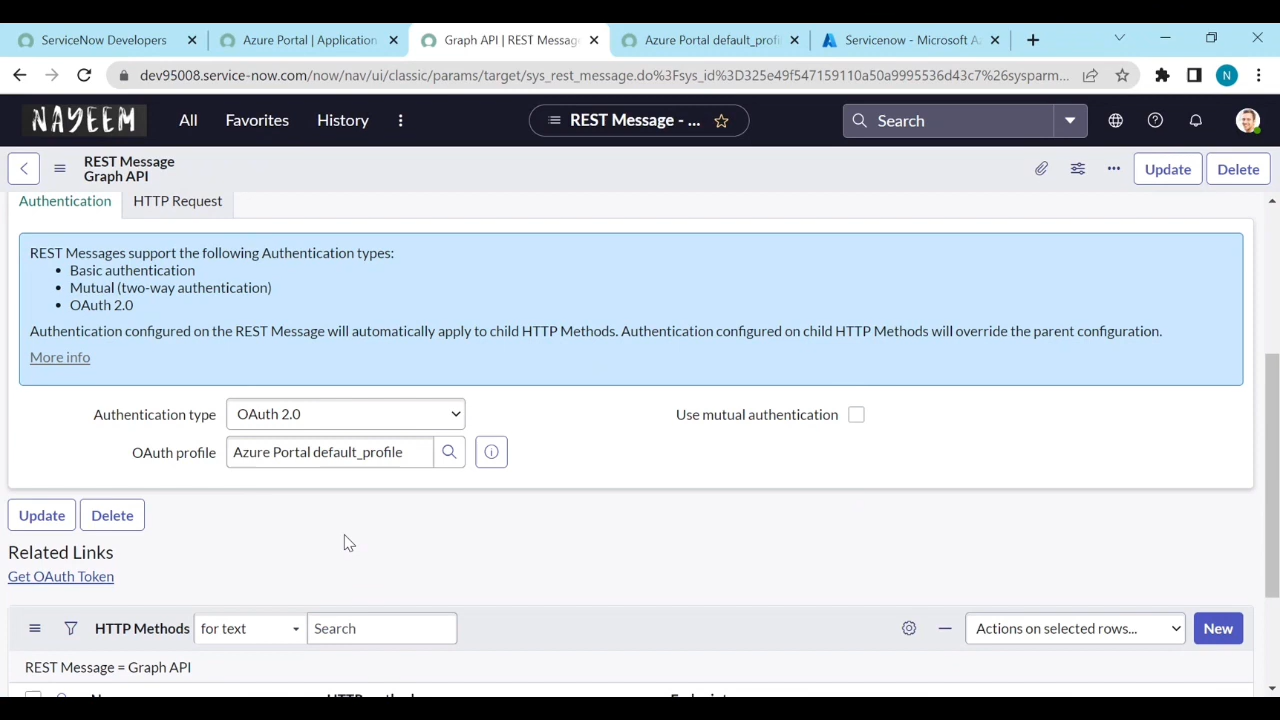 ServiceNow Developers
Azure Portal | Application
Graph API | REST Messag
Azure Portal default_profi
Servicenow - Microsoft A
dev95008.service-now.com/now/nav/ui/classic/params/target/sys_rest_message.do%3Fsys_id%3D325e49f547159110a50a9995536d43c7%26sysparm...
N
NAYEEM
All
Favorites
History
REST Message - ...
Search
REST Message
Graph API
Update
Delete
Authentication
HTTP Request
REST Messages support the following Authentication types:
• Basic authentication
• Mutual (two-way authentication)
• OAuth 2.0
Authentication configured on the REST Message will automatically apply to child HTTP Methods. Authentication configured on child HTTP Methods will override the parent configuration.
More info
Authentication type
OAuth 2.0
Use mutual authentication
OAuth profile
Azure Portal default_profile
Update
Delete
Related Links
Get OAuth Token
HTTP Methods
for text
Search
Actions on selected rows...
New
REST Message = Graph API